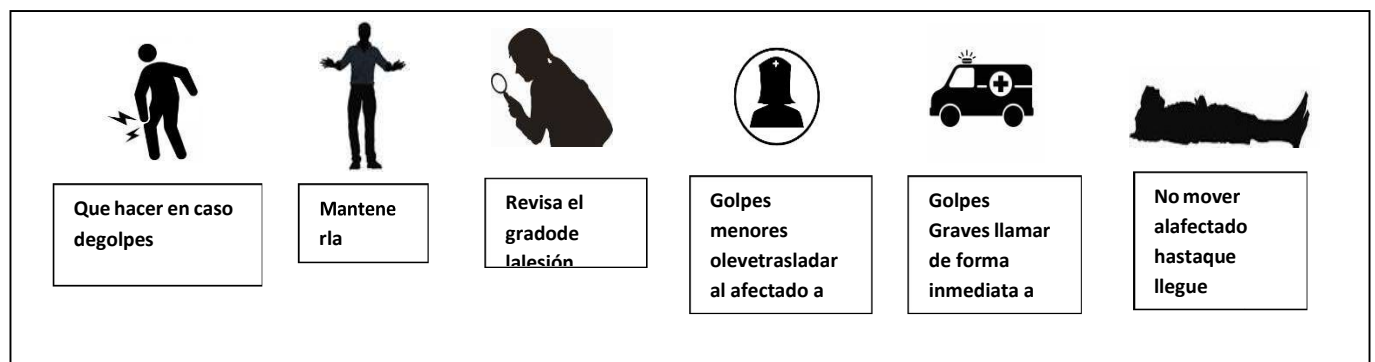 Que hacer en caso
degolpes
Mantene
rla
Revisa el
gradode
lalesión
Golpes
menores
olevetrasladar
al afectado a
Golpes
Graves llamar
de forma
inmediata a
No mover
alafectado
hastaque
llegue